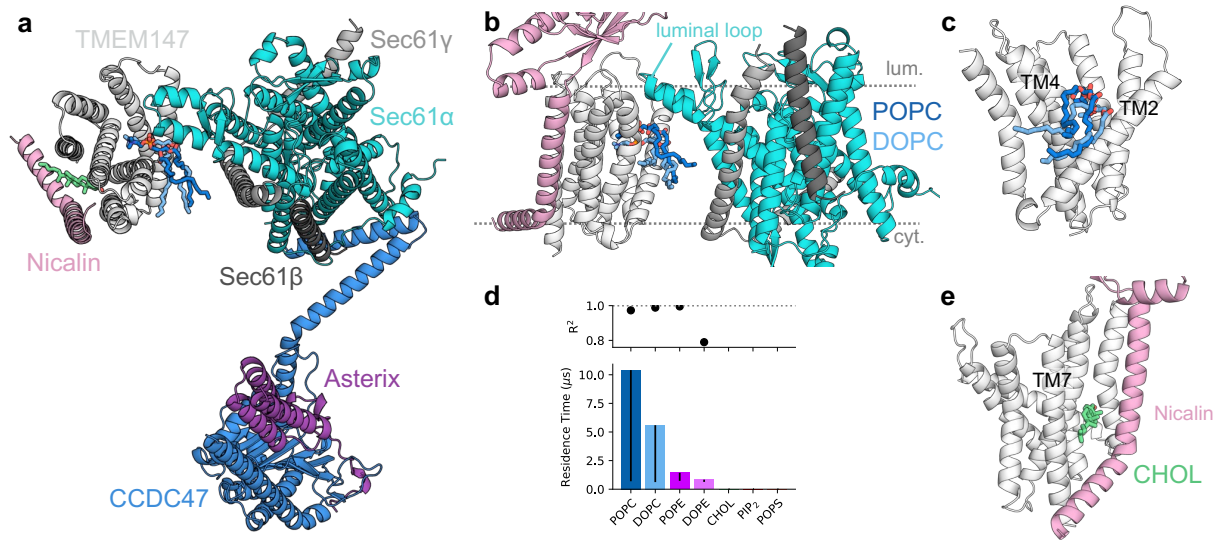 a
TMEM147
Sec61γ
Sec61α
Nicalin
Sec61β
Asterix
CCDC47
b
luminal loop
lum.
POPC
DOPC
cyt.
c
TM4
TM2
d
R²
1.0
0.8
Residence Time (μs)
10.0
7.5
5.0
2.5
0.0
POPC
DOPC
POPE
DOPE
CHOL
PIP₂
POPS
e
TM7
Nicalin
CHOL